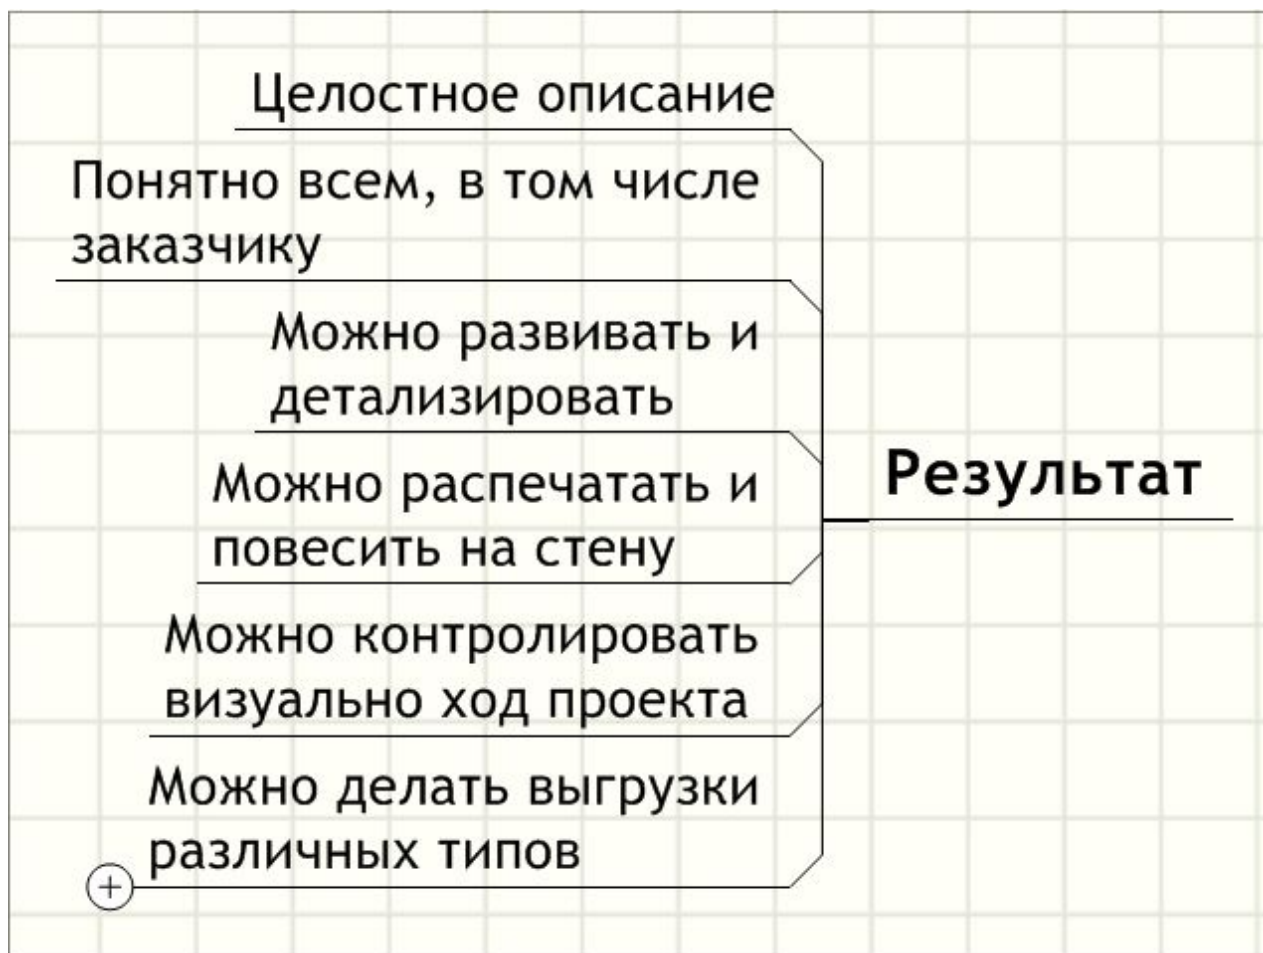 Целостное описание
Понятно всем, в том числе
заказчику
Можно развивать и
детализировать
Можно распечатать и
повесить на стену
Можно контролировать
визуально ход проекта
Можно делать выгрузки
различных типов
Результат